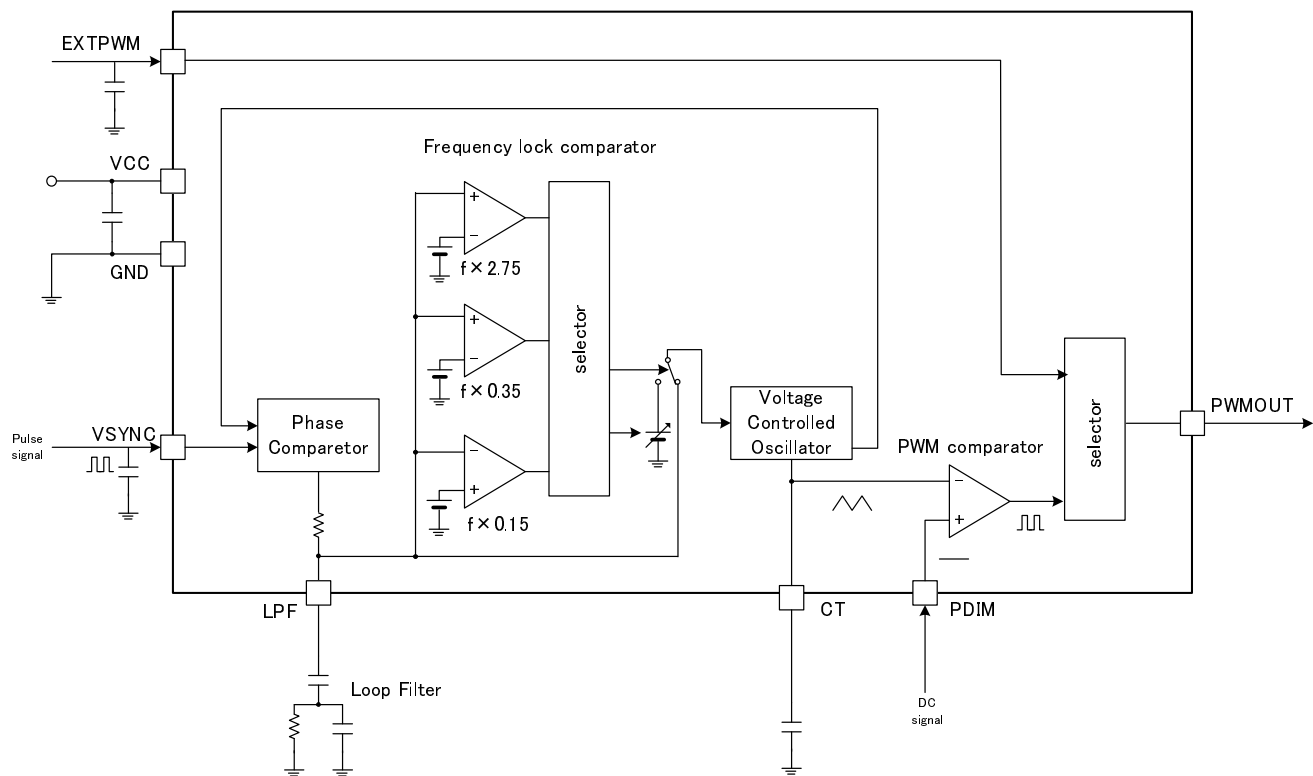 EXTPWM
VCC
GND
Frequency lock comparator
+
−
f×2.75
+
−
f×0.35
−
+
f×0.15
selector
Pulse
signal
VSYNC
Phase
Comparetor
Voltage
Controlled
Oscillator
PWM comparator
−
+
selector
PWMOUT
LPF
CT
PDIM
Loop Filter
DC
signal